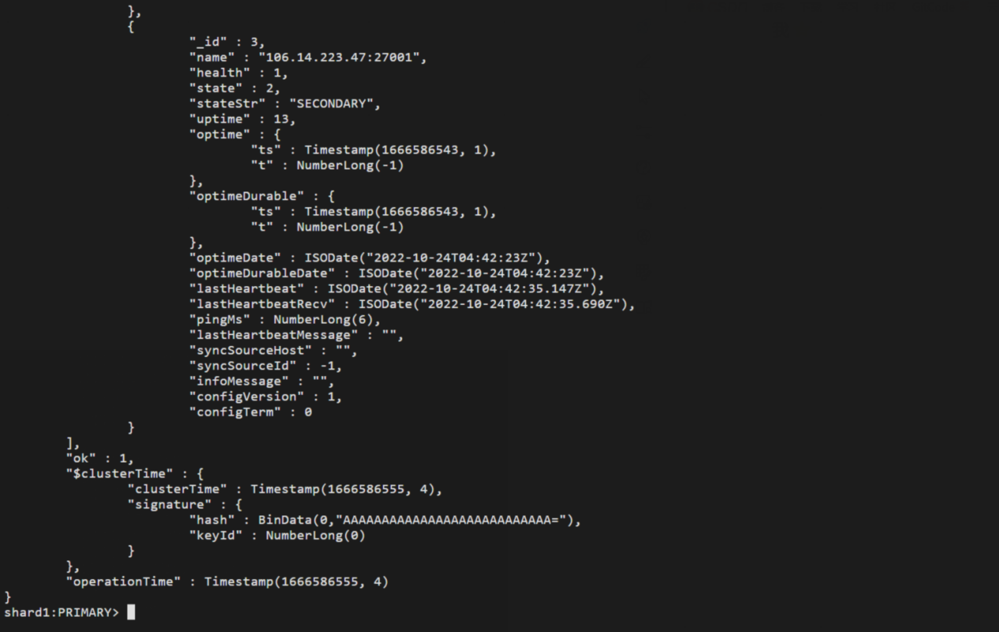 },
{
"_id" : 3,
"name" : "106.14.223.47:27001",
"health" : 1,
"state" : 2,
"stateStr" : "SECONDARY",
"uptime" : 13,
"optime" : {
"ts" : Timestamp(1666586543, 1),
"t" : NumberLong(-1)
},
"optimeDurable" : {
"ts" : Timestamp(1666586543, 1),
"t" : NumberLong(-1)
},
"optimeDate" : ISODate("2022-10-24T04:42:23Z"),
"optimeDurableDate" : ISODate("2022-10-24T04:42:23Z"),
"lastHeartbeat" : ISODate("2022-10-24T04:42:35.147Z"),
"lastHeartbeatRecv" : ISODate("2022-10-24T04:42:35.690Z"),
"pingMs" : NumberLong(6),
"lastHeartbeatMessage" : "",
"syncSourceHost" : "",
"syncSourceId" : -1,
"infoMessage" : "",
"configVersion" : 1,
"configTerm" : 0
}
],
"ok" : 1,
"$clusterTime" : {
"clusterTime" : Timestamp(1666586555, 4),
"signature" : {
"hash" : BinData(0,"AAAAAAAAAAAAAAAAAAAAAAAAAAA="),
"keyId" : NumberLong(0)
}
},
"operationTime" : Timestamp(1666586555, 4)
}
shard1:PRIMARY>